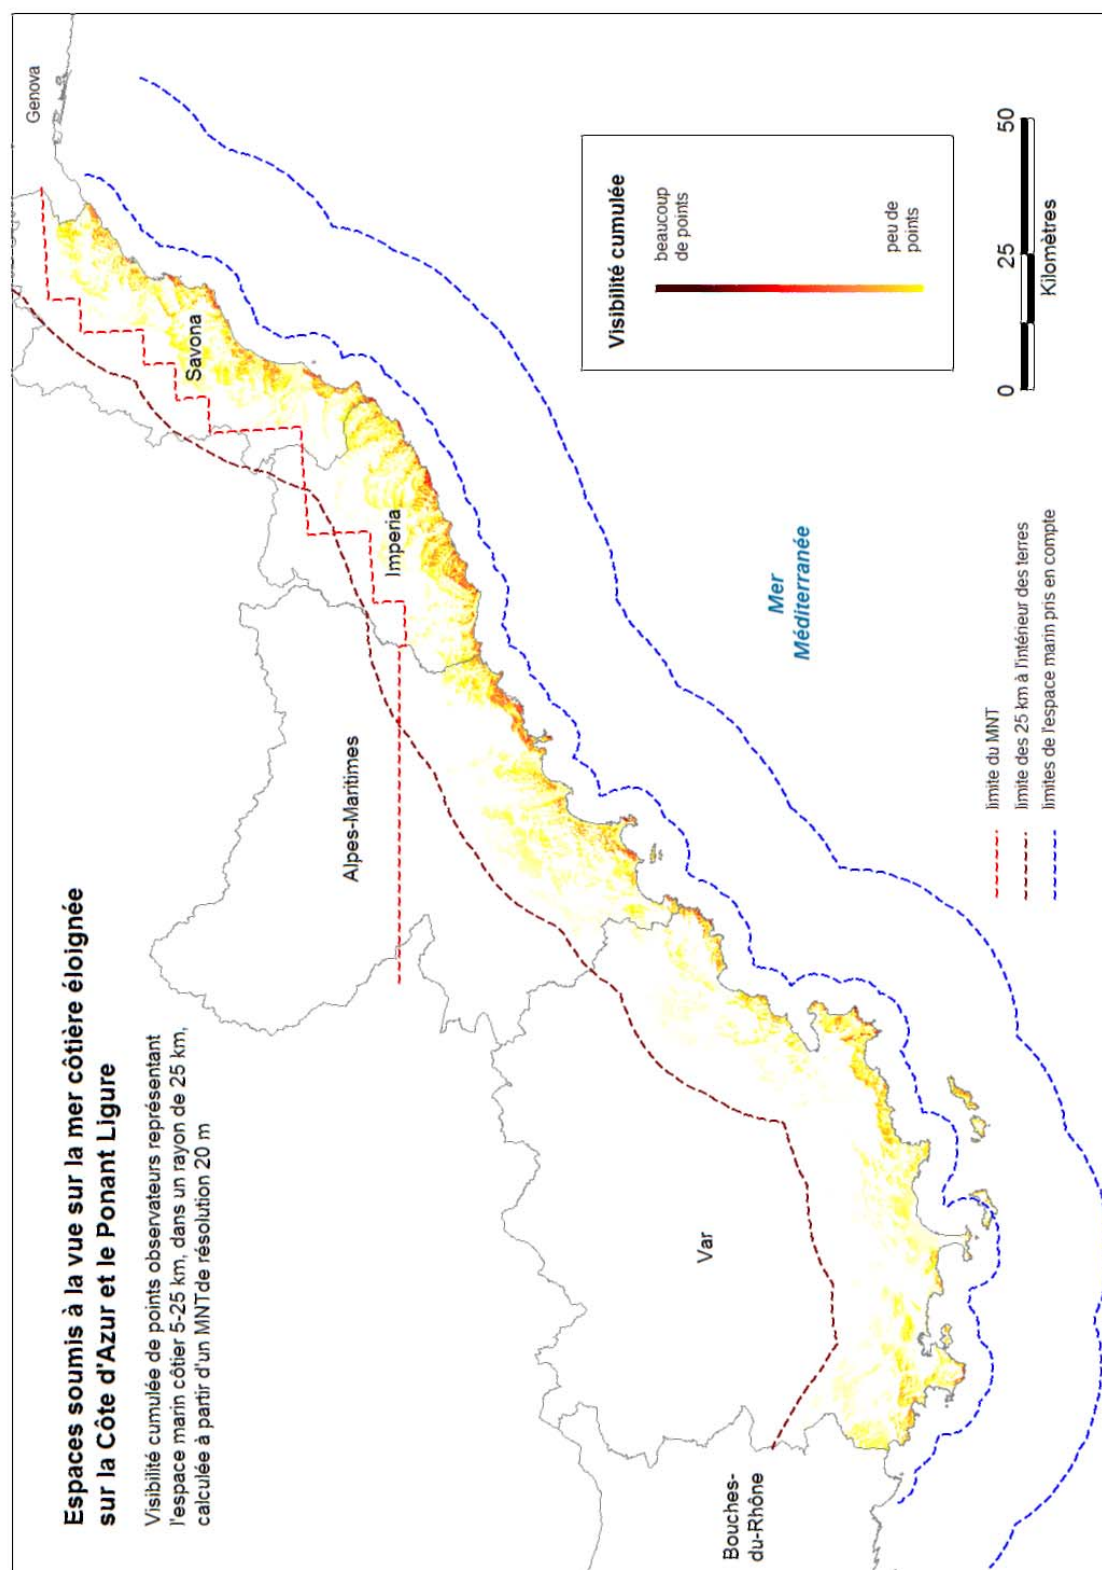 Espaces soumis à la vue sur la mer côtière éloignée
sur la Côte d'Azur et le Ponant Ligure
Visibilité cumulée de points observateurs représentant
l'espace marin côtier 5-25 km, dans un rayon de 25 km,
calculée à partir d'un MNT de résolution 20 m
Genova
Savona
Imperia
Alpes-Maritimes
Var
Bouches-
du-Rhône
Mer
Méditerranée
Visibilité cumulée
beaucoup
de points
peu de
points
0
25
50
Kilomètres
limite du MNT
limite des 25 km à l'intérieur des terres
limites de l'espace marin pris en compte